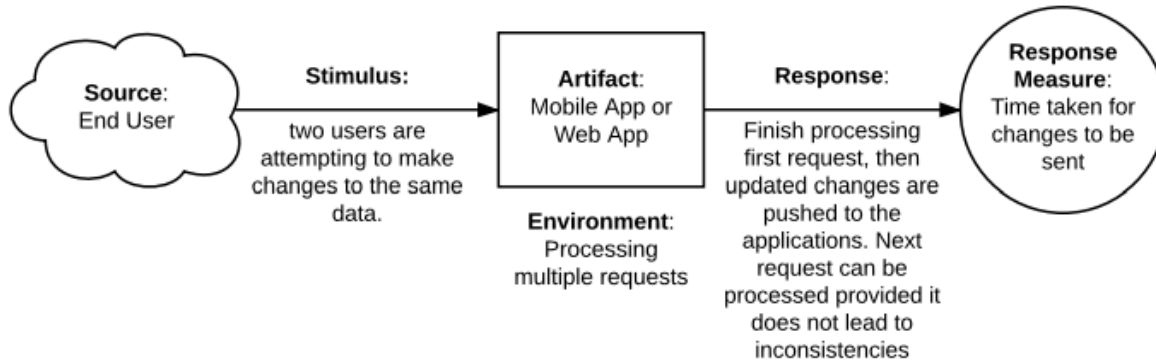 Source:
End User
Stimulus:
two users are
attempting to make
changes to the same
data.
Artifact:
Mobile App or
Web App
Environment:
Processing
multiple requests
Response:
Finish processing
first request, then
updated changes are
pushed to the
applications. Next
request can be
processed provided it
does not lead to
inconsistencies
Response
Measure:
Time taken for
changes to be
sent